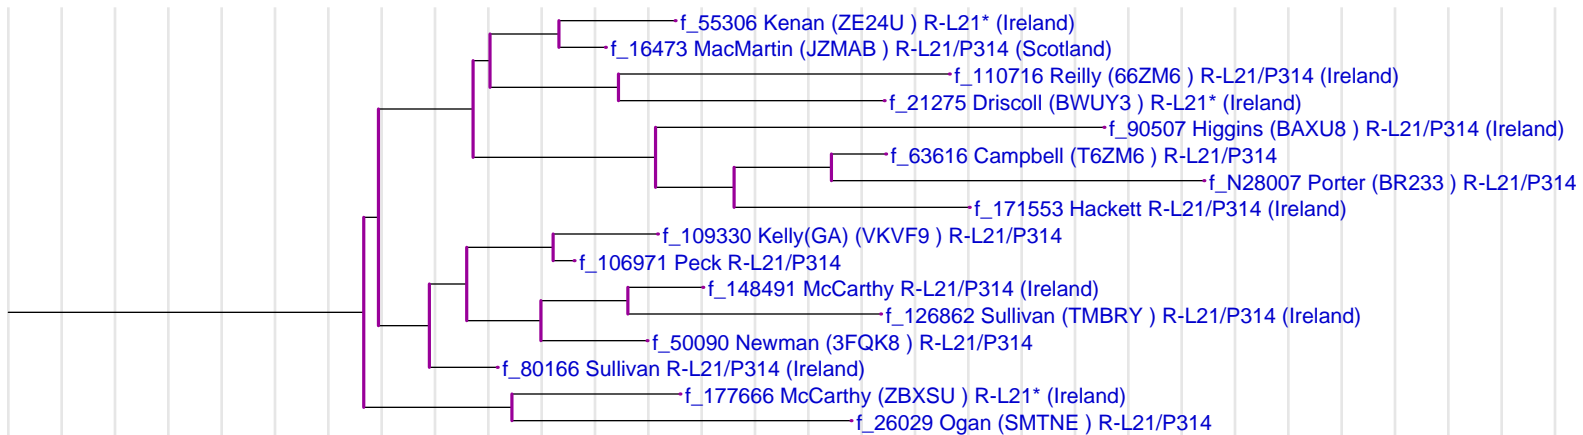 f_55306 Kenan (ZE24U ) R-L21* (Ireland)
f_16473 MacMartin (JZMAB ) R-L21/P314 (Scotland)
f_110716 Reilly (66ZM6 ) R-L21/P314 (Ireland)
f_21275 Driscoll (BWUY3 ) R-L21* (Ireland)
f_90507 Higgins (BAXU8 ) R-L21/P314 (Ireland)
f_63616 Campbell (T6ZM6 ) R-L21/P314
f_N28007 Porter (BR233 ) R-L21/P314
f_171553 Hackett R-L21/P314 (Ireland)
f_109330 Kelly(GA) (VKVF9 ) R-L21/P314
f_106971 Peck R-L21/P314
f_148491 McCarthy R-L21/P314 (Ireland)
f_126862 Sullivan (TMBRY ) R-L21/P314 (Ireland)
f_50090 Newman (3FQK8 ) R-L21/P314
f_80166 Sullivan R-L21/P314 (Ireland)
f_177666 McCarthy (ZBXSU ) R-L21* (Ireland)
f_26029 Ogan (SMTNE ) R-L21/P314